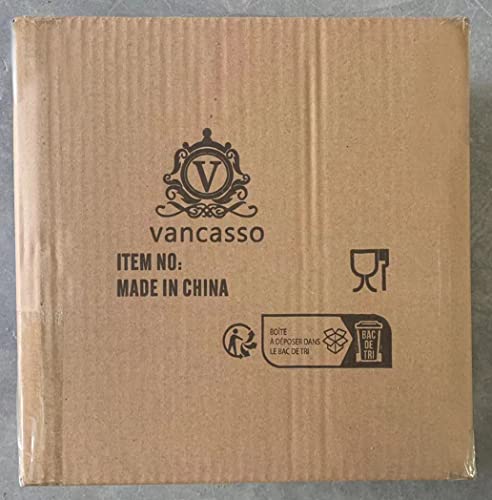 V
vancasso
ITEM NO:
MADE IN CHINA
BOÎTE
À DÉPOSER DANS
LE BAC DE TRI
BAC
DE
TRI